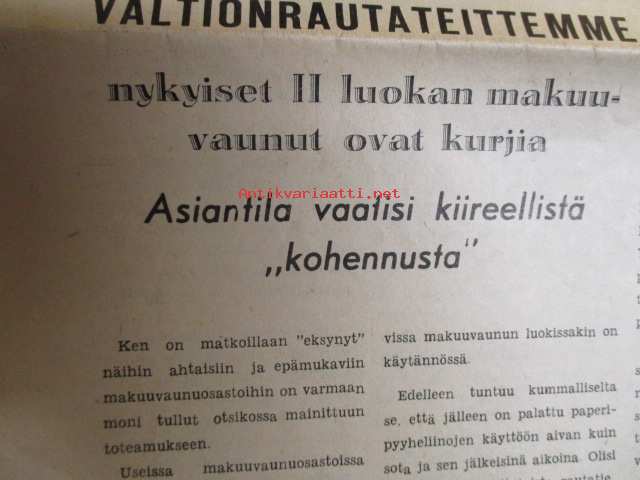 VALTIONRAUTATEITTEMME
nykyiset II luokan makuu-
vaunut ovat kurjia
Antikvariaatti.net
Asiantila vaatisi kiireellistä
„kohennusta"
Ken on matkoillaan "eksynyt"
näihin ahtaisiin ja epämukaviin
makuuvaunuosastoihin on varmaan
moni tullut otsikossa mainittuun
toteamukseen.
Useissa makuuvaunuosastoissa
vissa makuuvaunun luokissakin on
käytännössä.
Edelleen tuntuu kummalliselta
se, että jälleen on palattu paperi-
pyyheliinojen käyttöön aivan kuin
sota ja sen jälkeisinä aikoina. Olisi